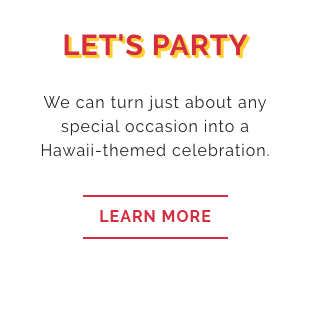 LET'S PARTY
We can turn just about any
special occasion into a
Hawaii-themed celebration.
LEARN MORE